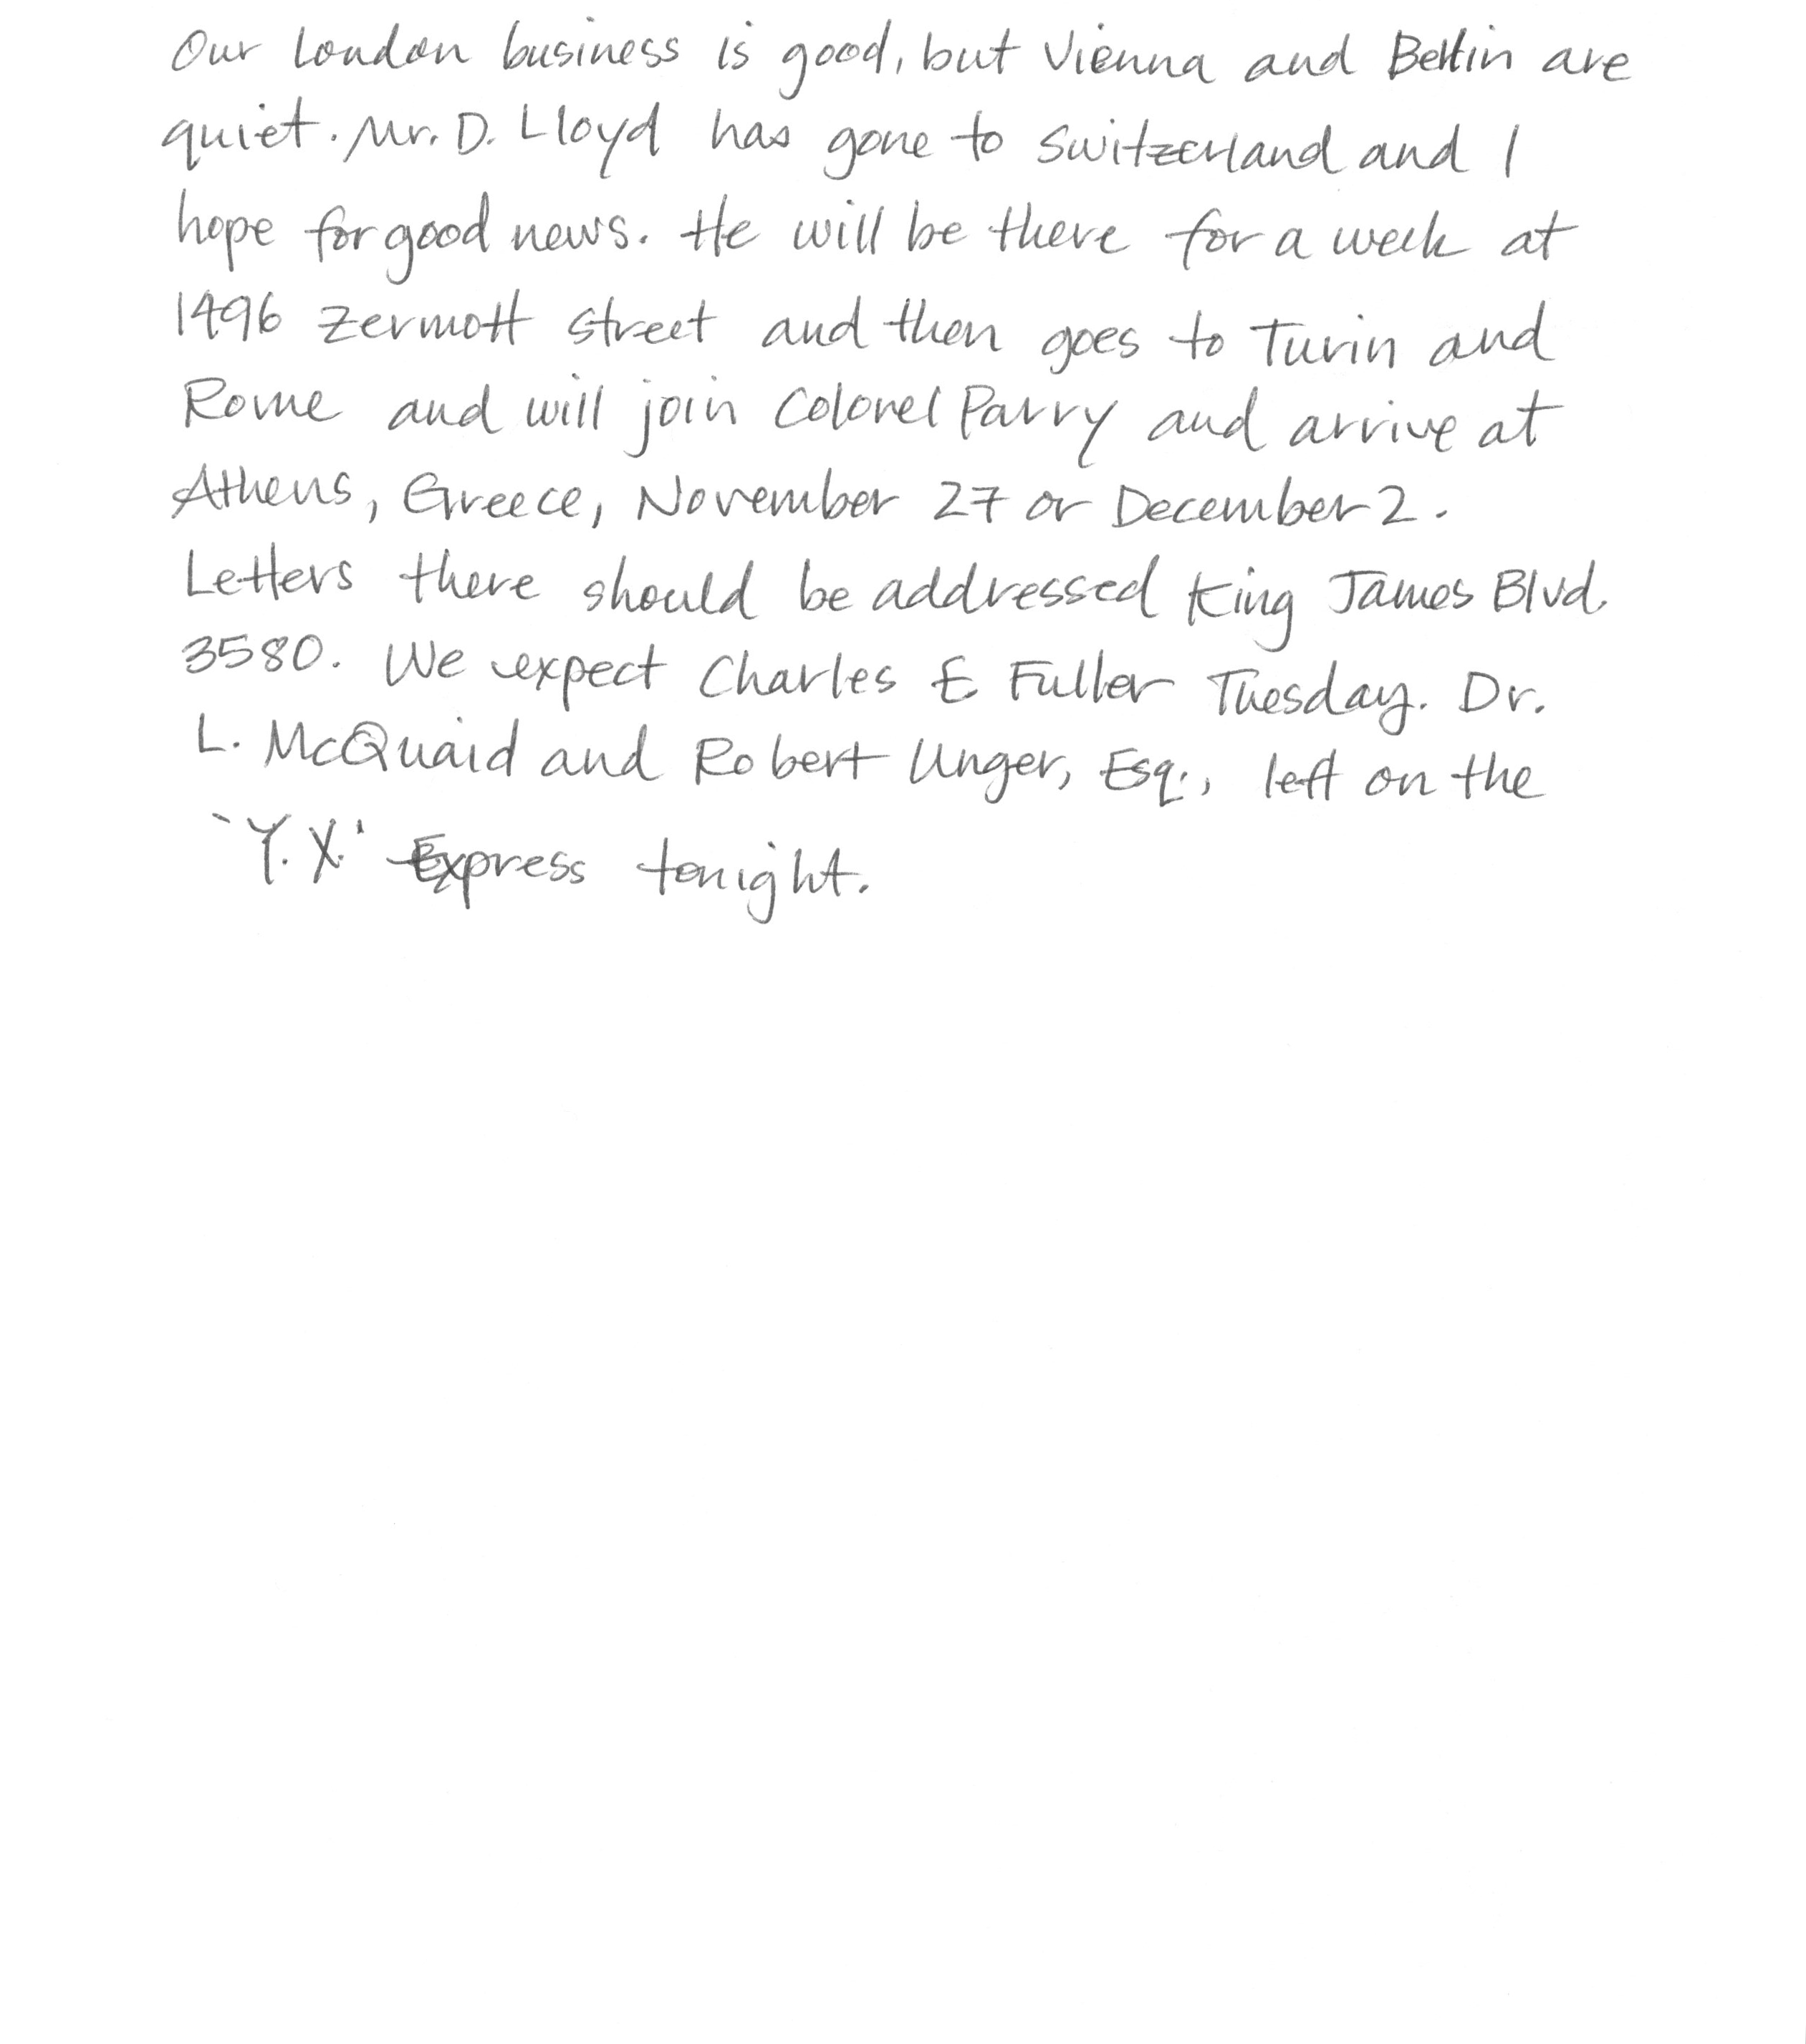 Our London business is good, but Vienna and Berlin are
quiet. Mr. D. Lloyd has gone to Switzerland and I
hope for good news. He will be there for a week at
1496 Zermott street and then goes to Turin and
Rome and will join Colonel Parry and arrive at
Athens, Greece, November 27 or December 2.
Letters there should be addressed King James Blvd.
3580. We expect Charles E Fuller Tuesday. Dr.
L. McQuaid and Robert Unger, Esq., left on the
`Y.X.' Express tonight.